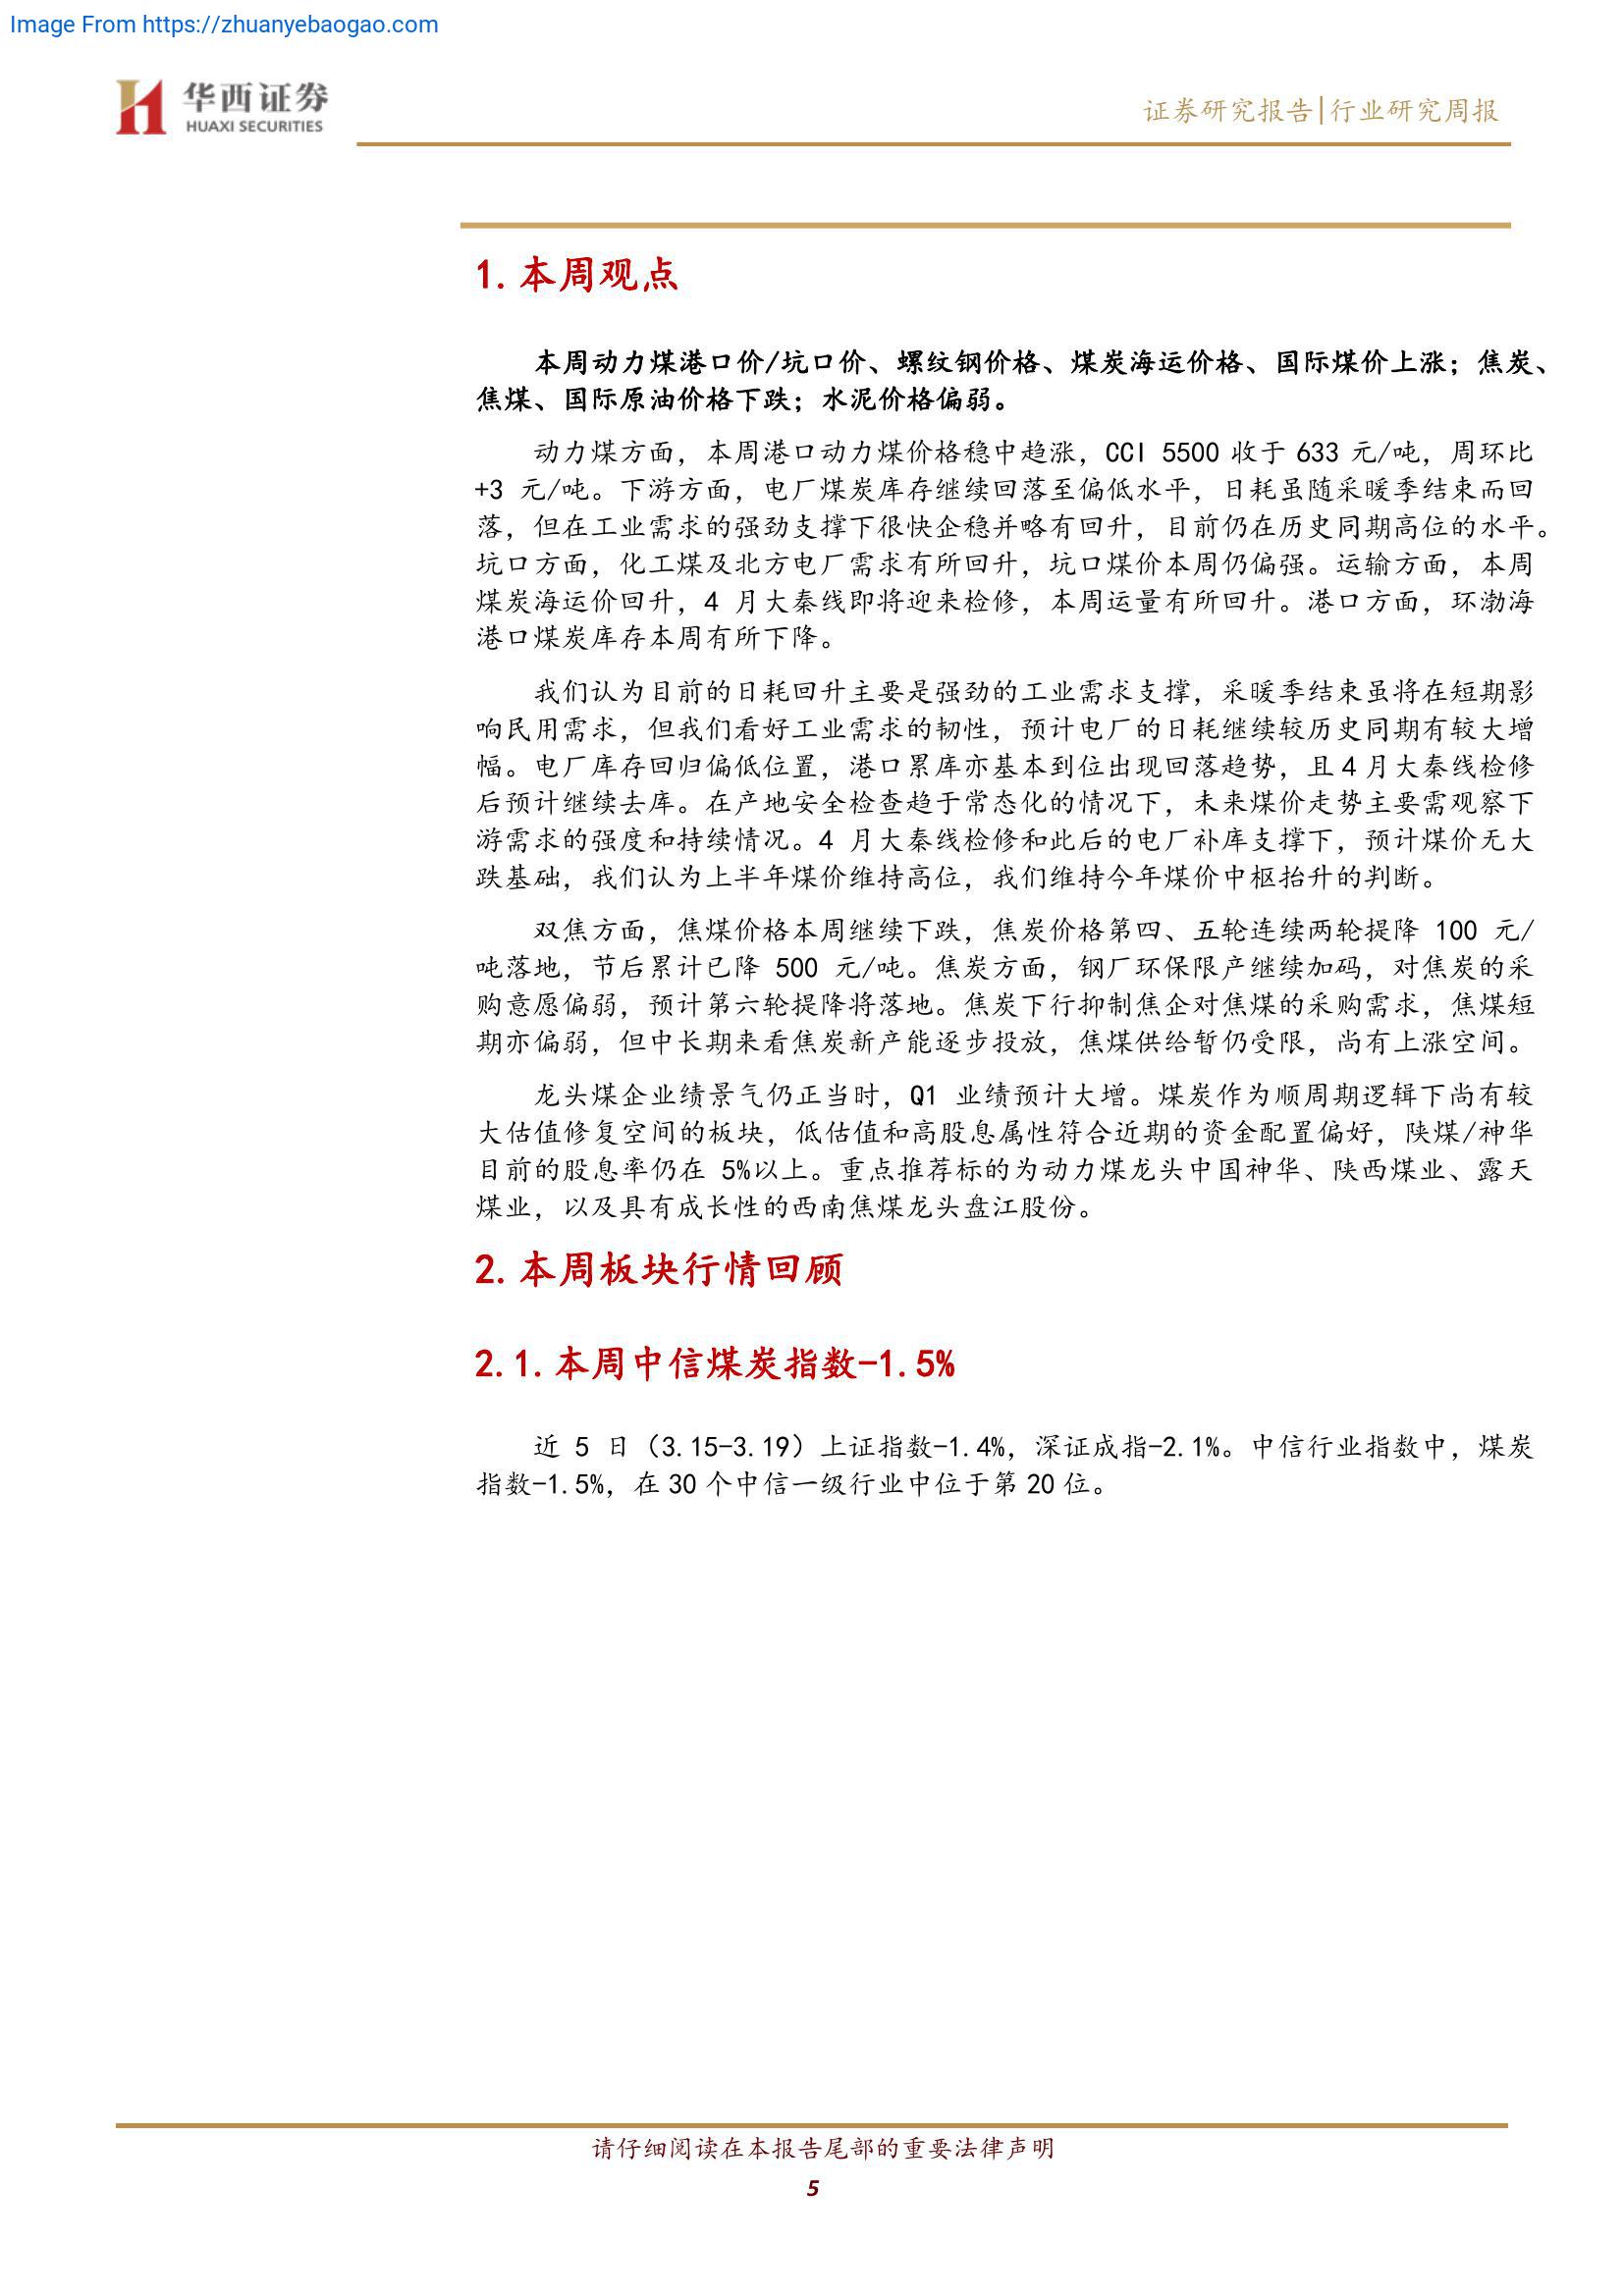 Image From https://zhuanyebaogao.com
华西证券
HUAXI SECURITIES
证券研究报告|行业研究周报
1.本周观点
本周动力煤港口价/坑口价、螺纹钢价格、煤炭海运价格、国际煤价上涨；焦炭、
焦煤、国际原油价格下跌；水泥价格偏弱。
动力煤方面，本周港口动力煤价格稳中趋涨，CCI 5500 收于 633 元/吨，周环比
+3 元/吨。下游方面，电厂煤炭库存继续回落至偏低水平，日耗虽随采暖季结束而回
落，但在工业需求的强劲支撑下很快企稳并略有回升，目前仍在历史同期高位的水平。
坑口方面，化工煤及北方电厂需求有所回升，坑口煤价本周仍偏强。运输方面，本周
煤炭海运价回升，4 月大秦线即将迎来检修，本周运量有所回升。港口方面，环渤海
港口煤炭库存本周有所下降。
我们认为目前的日耗回升主要是强劲的工业需求支撑，采暖季结束虽将在短期影
响民用需求，但我们看好工业需求的韧性，预计电厂的日耗继续较历史同期有较大增
幅。电厂库存回归偏低位置，港口累库亦基本到位出现回落趋势，且 4 月大秦线检修
后预计继续去库。在产地安全检查趋于常态化的情况下，未来煤价走势主要需观察下
游需求的强度和持续情况。4 月大秦线检修和此后的电厂补库支撑下，预计煤价无大
跌基础，我们认为上半年煤价维持高位，我们维持今年煤价中枢抬升的判断。
双焦方面，焦煤价格本周继续下跌，焦炭价格第四、五轮连续两轮提降 100 元/
吨落地，节后累计已降 500 元/吨。焦炭方面，钢厂环保限产继续加码，对焦炭的采
购意愿偏弱，预计第六轮提降将落地。焦炭下行抑制焦企对焦煤的采购需求，焦煤短
期亦偏弱，但中长期来看焦炭新产能逐步投放，焦煤供给暂仍受限，尚有上涨空间。
龙头煤企业绩景气仍正当时，Q1 业绩预计大增。煤炭作为顺周期逻辑下尚有较
大估值修复空间的板块，低估值和高股息属性符合近期的资金配置偏好，陕煤/神华
目前的股息率仍在 5%以上。重点推荐标的为动力煤龙头中国神华、陕西煤业、露天
煤业，以及具有成长性的西南焦煤龙头盘江股份。
2.本周板块行情回顾
2.1.本周中信煤炭指数-1.5%
近 5 日（3.15-3.19）上证指数-1.4%，深证成指-2.1%。中信行业指数中，煤炭
指数-1.5%，在 30 个中信一级行业中位于第 20 位。
请仔细阅读在本报告尾部的重要法律声明
5